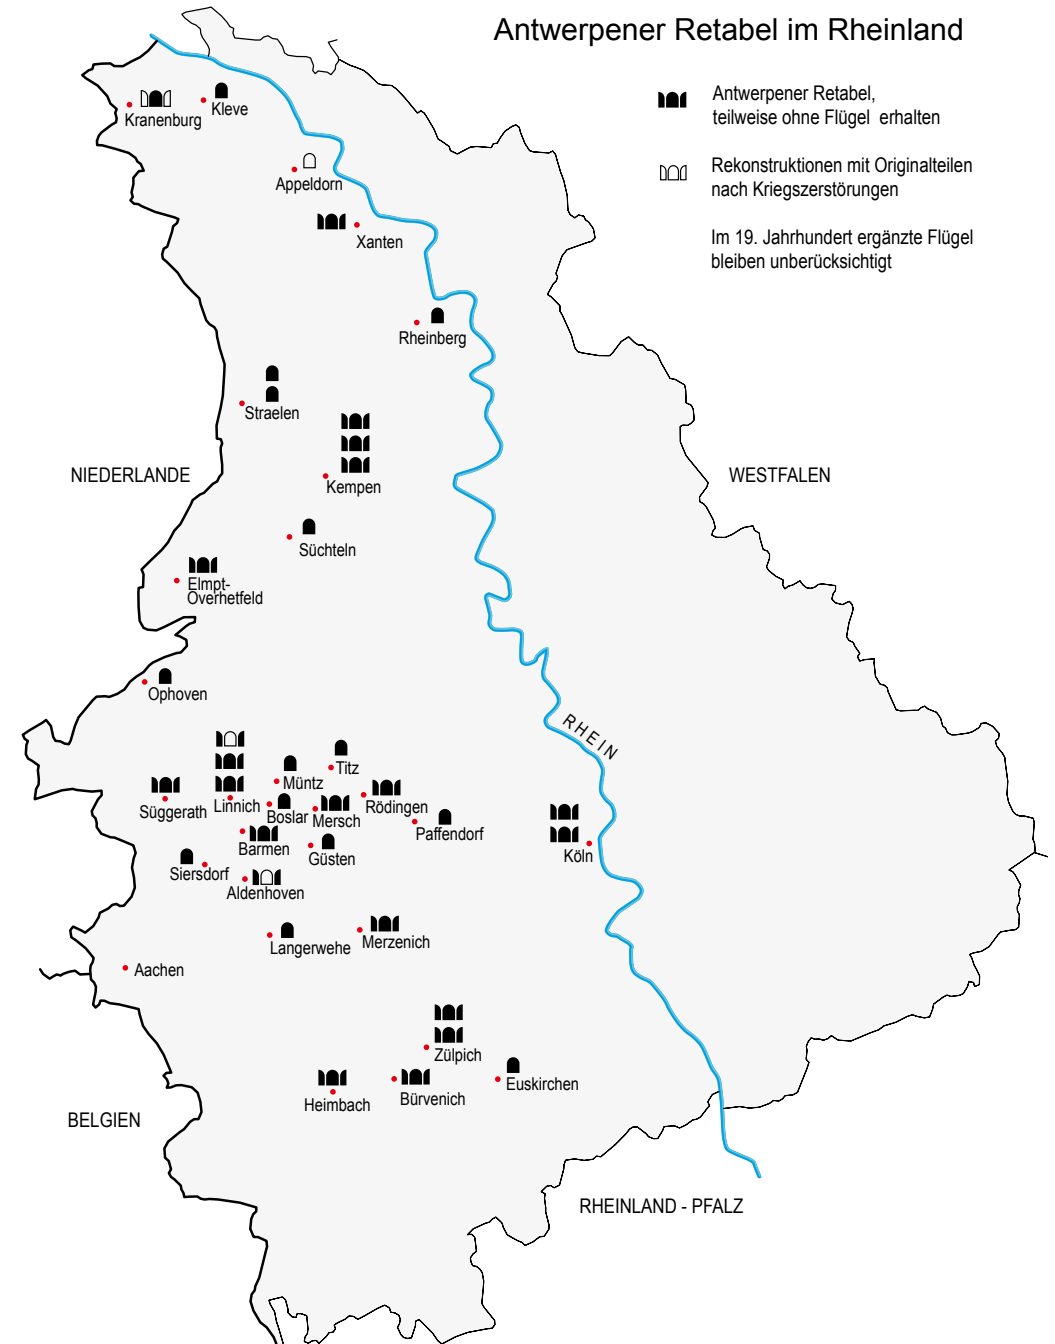 Antwerpener Retabel im Rheinland
Antwerpener Retabel,
teilweise ohne Flügel erhalten
Rekonstruktionen mit Originalteilen
nach Kriegszerstörungen
Im 19. Jahrhundert ergänzte Flügel
bleiben unberücksichtigt
Kranenburg
Kleve
Appeldorn
Xanten
Rheinberg
Straelen
Kempen
NIEDERLANDE
WESTFALEN
Süchteln
Elmpt-
Overhetfeld
Ophoven
RHEIN
Titz
Müntz
Süggerath
Linnich
Boslar
Mersch
Rödingen
Paffendorf
Barmen
Güsten
Köln
Siersdorf
Aldenhoven
Langerwehe
Merzenich
Aachen
Zülpich
Euskirchen
Heimbach
Bürvenich
BELGIEN
RHEINLAND - PFALZ